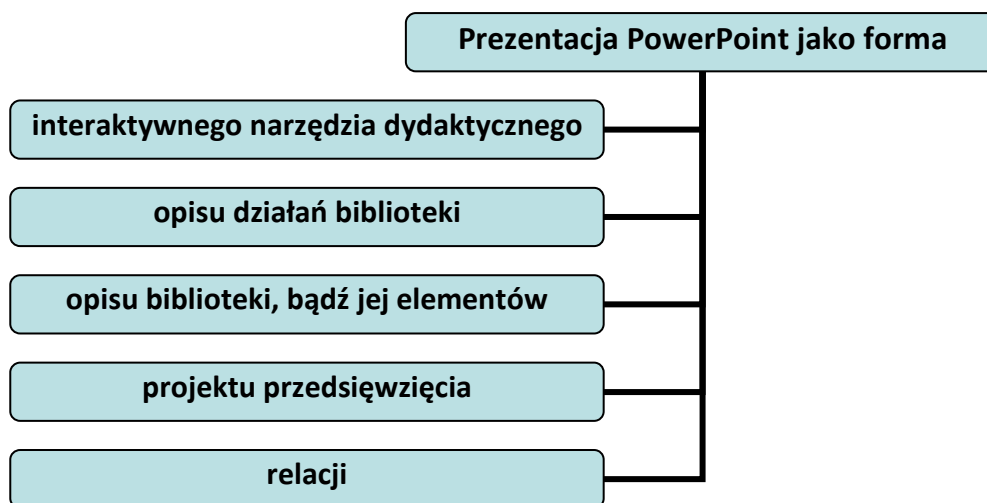 Prezentacja PowerPoint jako forma
interaktywnego narzędzia dydaktycznego
opisu działań biblioteki
opisu biblioteki, bądź jej elementów
projektu przedsięwzięcia
relacji